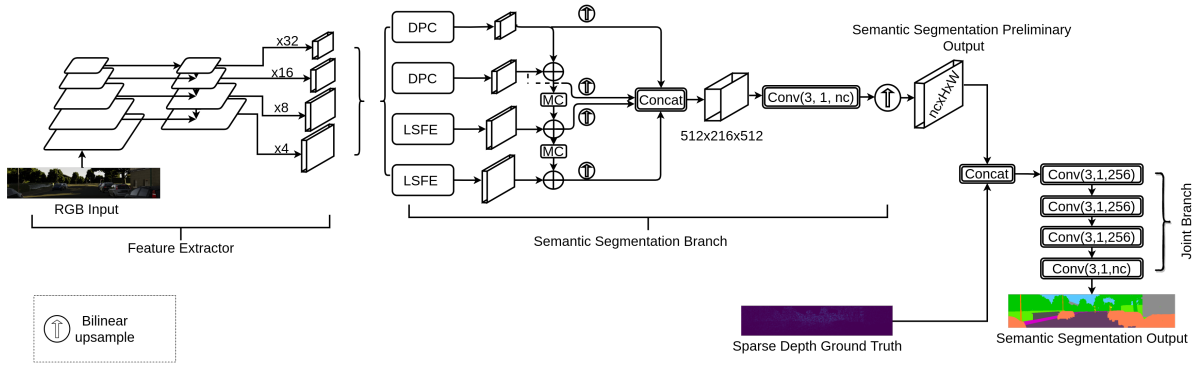 x32
x16
x8
x4
RGB Input
Feature Extractor
DPC
DPC
LSFE
LSFE
MC
MC
Concat
512x216x512
Conv(3, 1, nc)
Semantic Segmentation Preliminary
Output
ncxHxW
Semantic Segmentation Branch
Concat
Conv(3,1,256)
Conv(3,1,256)
Conv(3,1,256)
Conv(3,1,nc)
Joint Branch
Semantic Segmentation Output
Sparse Depth Ground Truth
Bilinear
upsample